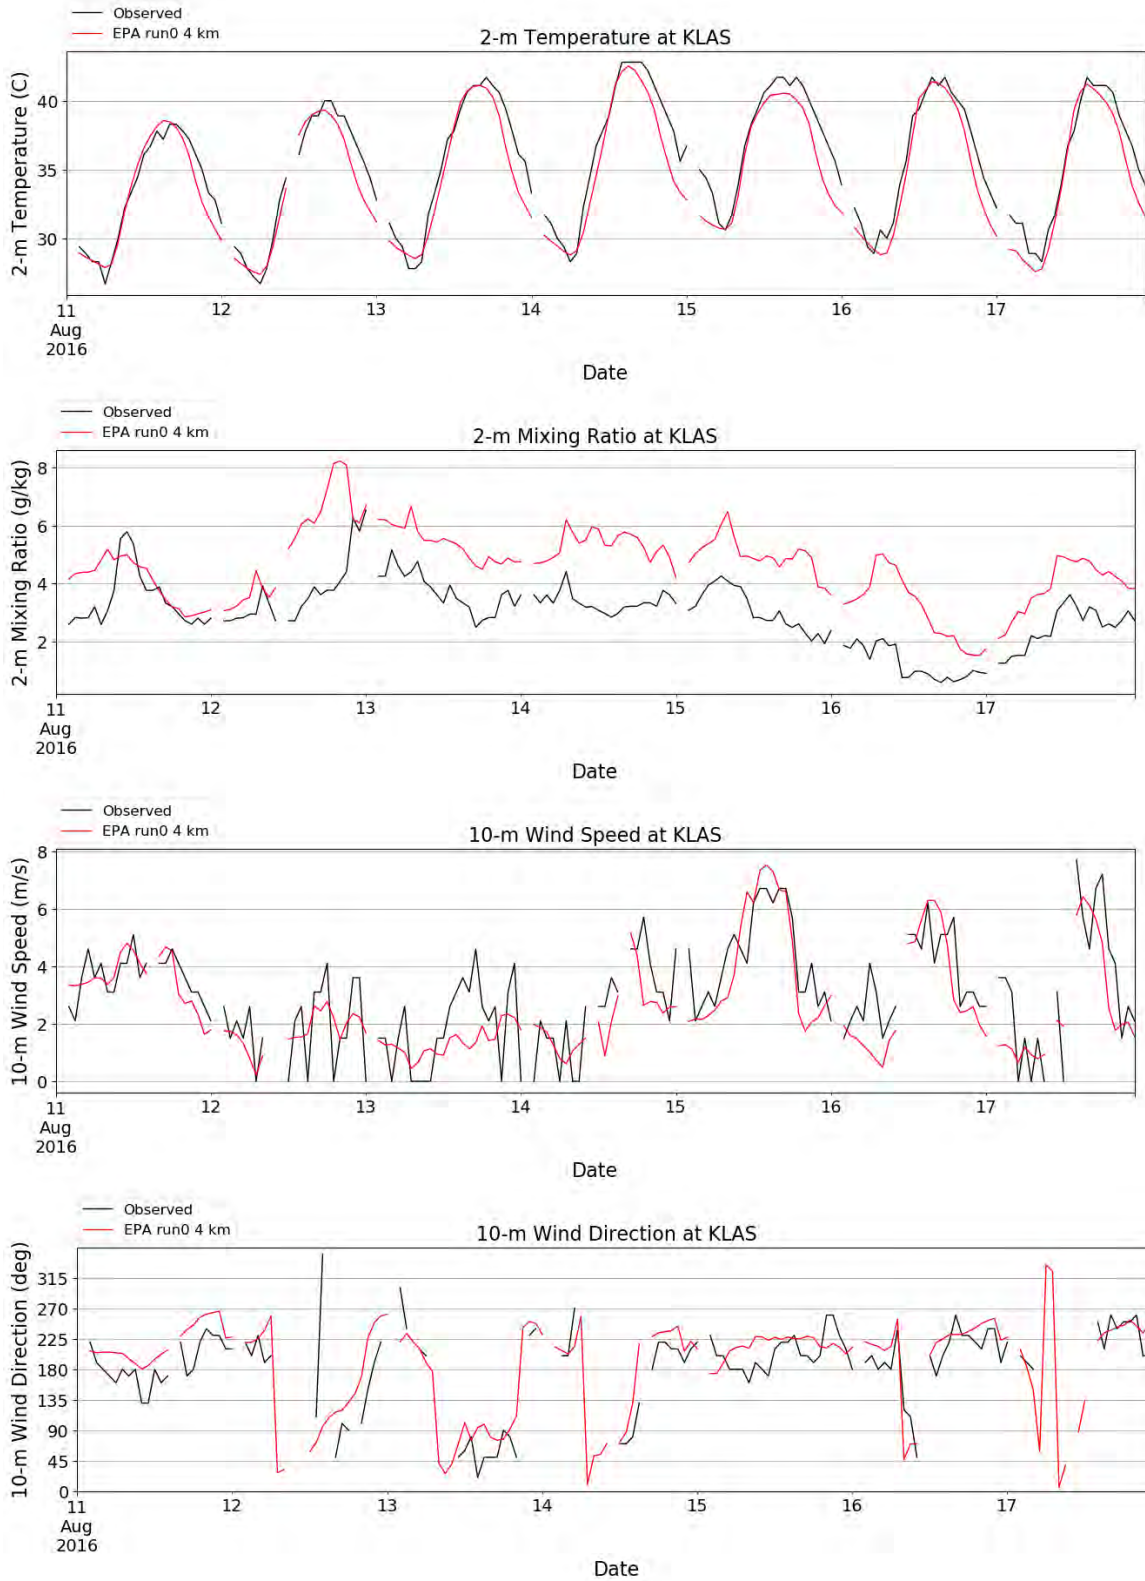 Observed
EPA run0 4 km
2-m Temperature at KLAS
2-m Temperature (C)
40
35
30
11 12 13 14 15 16 17
Aug
2016
Date
Observed
EPA run0 4 km
2-m Mixing Ratio at KLAS
2-m Mixing Ratio (g/kg)
8
6
4
2
11 12 13 14 15 16 17
Aug
2016
Date
Observed
EPA run0 4 km
10-m Wind Speed at KLAS
10-m Wind Speed (m/s)
8
6
4
2
0
11 12 13 14 15 16 17
Aug
2016
Date
Observed
EPA run0 4 km
10-m Wind Direction at KLAS
10-m Wind Direction (deg)
315
270
225
180
135
90
45
0
11 12 13 14 15 16 17
Aug
2016
Date